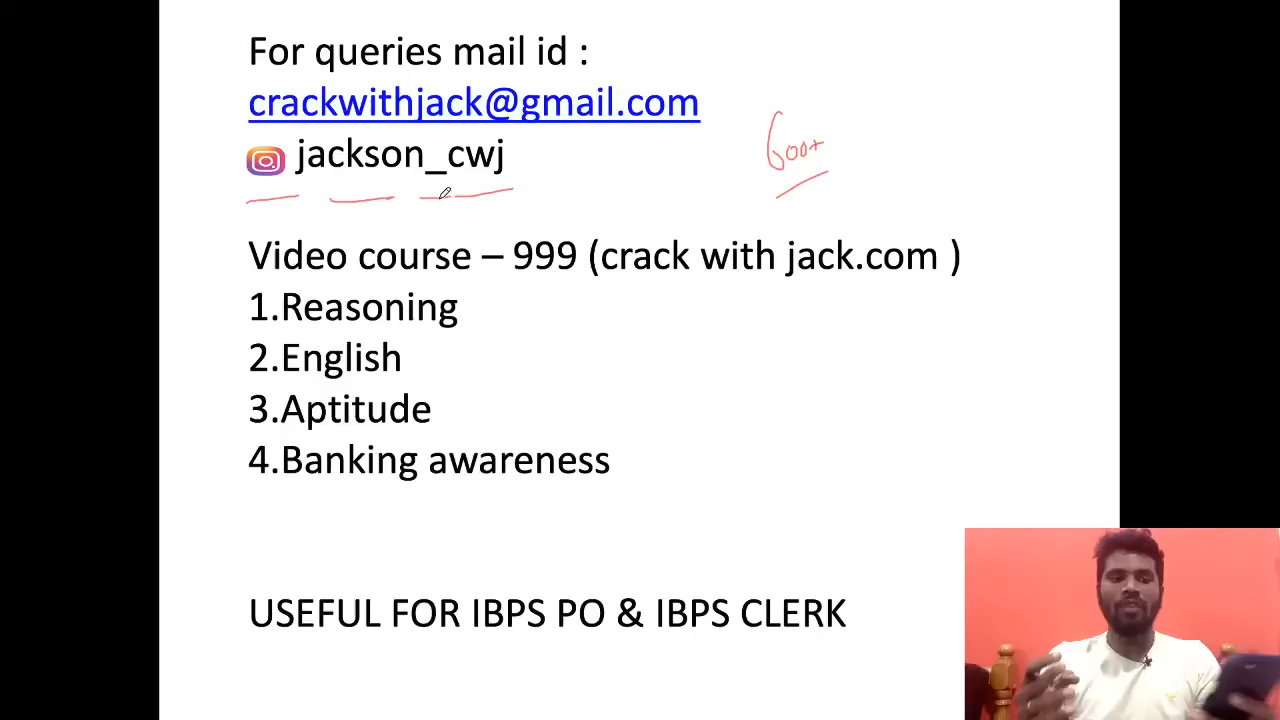 For queries mail id :
crackwithjack@gmail.com
jackson_cwj
600+
Video course – 999 (crack with jack.com )
1.Reasoning
2.English
3.Aptitude
4.Banking awareness
USEFUL FOR IBPS PO & IBPS CLERK